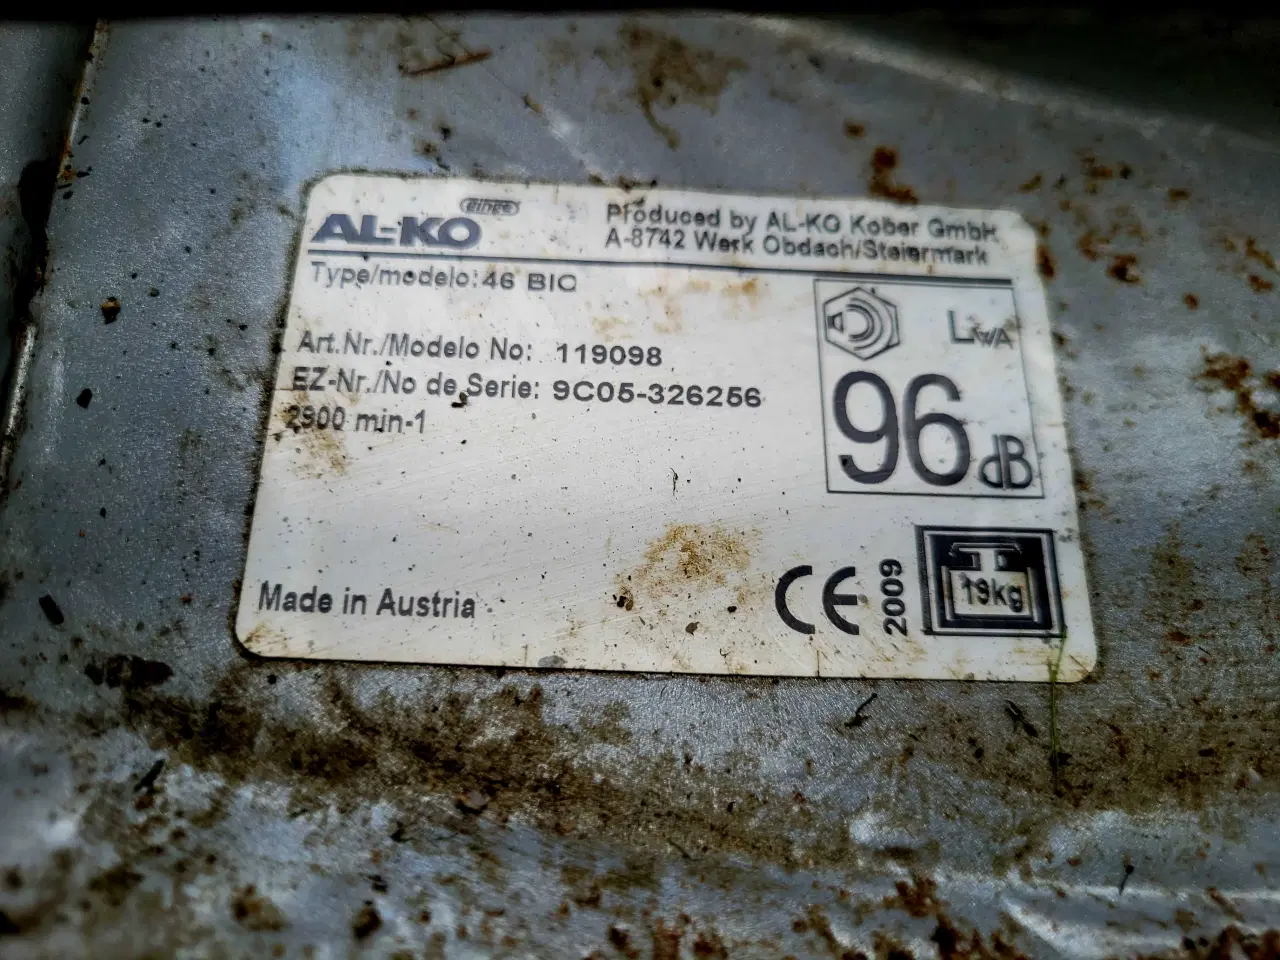 AL-KO
Produced by AL-KO Kober GmbH
A-8742 Werk Obdach/Steiermark
Type/modelo: 46 BIO
Art.Nr./Modelo No: 119098
EZ-Nr./No de Serie: 9C05-326256
2900 min-1
LWA
96 dB
Made in Austria
CE 2009
19kg